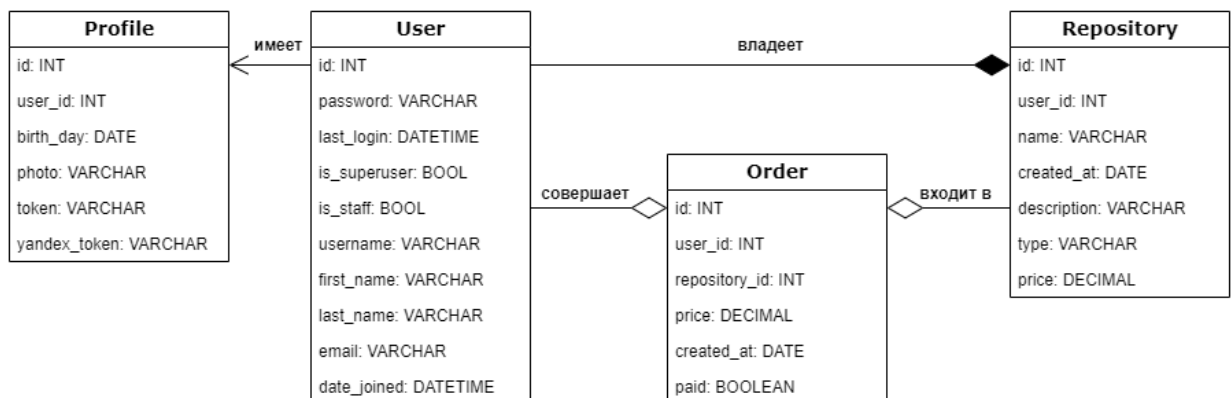 Profile
id: INT
user_id: INT
birth_day: DATE
photo: VARCHAR
token: VARCHAR
yandex_token: VARCHAR
имеет
User
id: INT
password: VARCHAR
last_login: DATETIME
is_superuser: BOOL
is_staff: BOOL
username: VARCHAR
first_name: VARCHAR
last_name: VARCHAR
email: VARCHAR
date_joined: DATETIME
владеет
совершает
Order
id: INT
user_id: INT
repository_id: INT
price: DECIMAL
created_at: DATE
paid: BOOLEAN
входит в
Repository
id: INT
user_id: INT
name: VARCHAR
created_at: DATE
description: VARCHAR
type: VARCHAR
price: DECIMAL